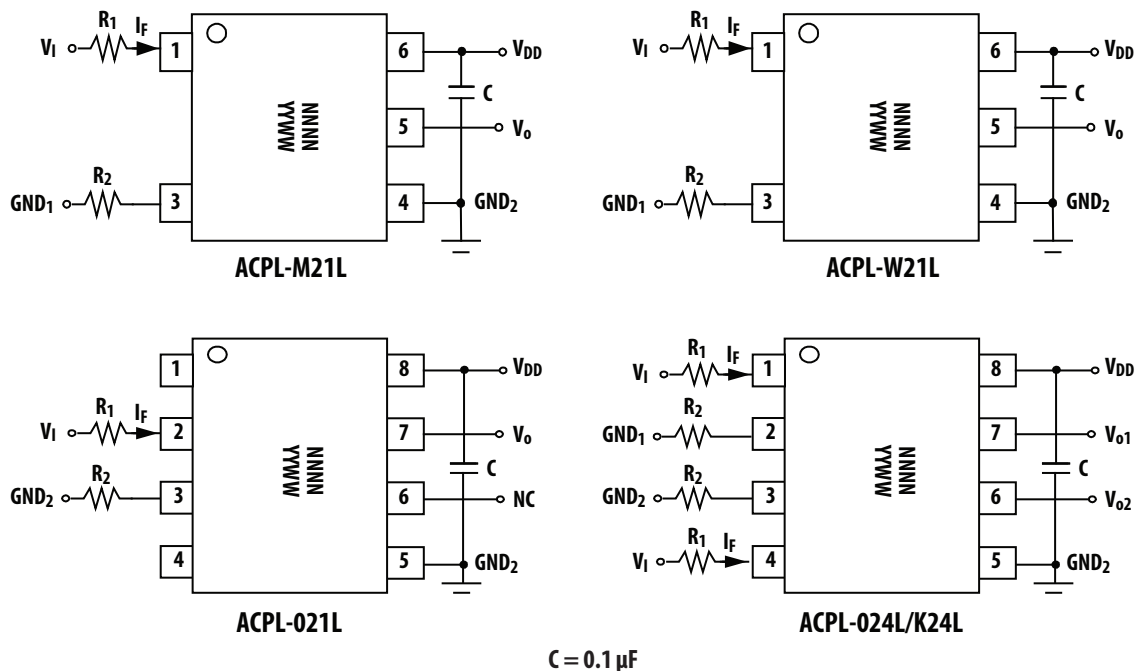 R1 IF
VI 1 6 VDD
C
NNNN
YYWW
5 Vo
R2
GND1 3 4 GND2
ACPL-M21L
R1 IF
VI 1 6 VDD
C
NNNN
YYWW
5 Vo
R2
GND1 3 4 GND2
ACPL-W21L
1 8 VDD
R1 IF
VI 2 7 Vo
NNNN
YYWW
C
R2
GND2 3 6 NC
4 5 GND2
ACPL-021L
R1 IF
VI 1 8 VDD
R2
GND1 2 7 Vo1
NNNN
YYWW
C
R2
GND2 3 6 Vo2
R1 IF
VI 4 5 GND2
ACPL-024L/K24L
C = 0.1 µF